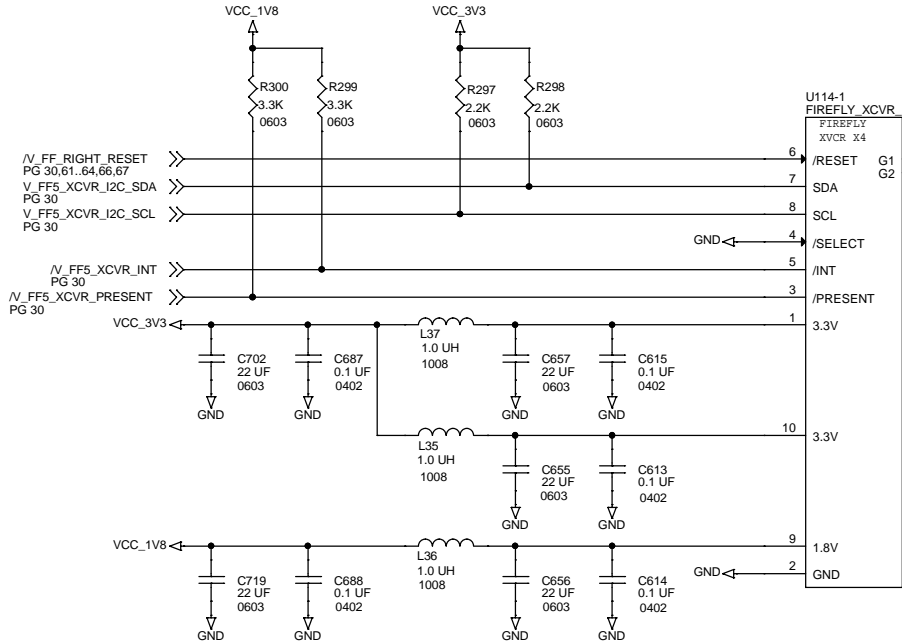 VCC_1V8
VCC_3V3
R300
3.3K
0603
R299
3.3K
0603
R297
2.2K
0603
R298
2.2K
0603
U114-1
FIREFLY_XCVR_
FIREFLY
XVCR X4
/V_FF_RIGHT_RESET
PG 30,61..64,66,67
6
/RESET
G1
G2
V_FF5_XCVR_I2C_SDA
PG 30
7
SDA
V_FF5_XCVR_I2C_SCL
PG 30
8
SCL
GND
4
/SELECT
/V_FF5_XCVR_INT
PG 30
5
/INT
/V_FF5_XCVR_PRESENT
PG 30
3
/PRESENT
VCC_3V3
L37
1.0 UH
1008
1
3.3V
C702
22 UF
0603
GND
C687
0.1 UF
0402
GND
C657
22 UF
0603
GND
C615
0.1 UF
0402
GND
L35
1.0 UH
1008
10
3.3V
C655
22 UF
0603
GND
C613
0.1 UF
0402
GND
VCC_1V8
L36
1.0 UH
1008
9
1.8V
GND
2
GND
C719
22 UF
0603
GND
C688
0.1 UF
0402
GND
C656
22 UF
0603
GND
C614
0.1 UF
0402
GND